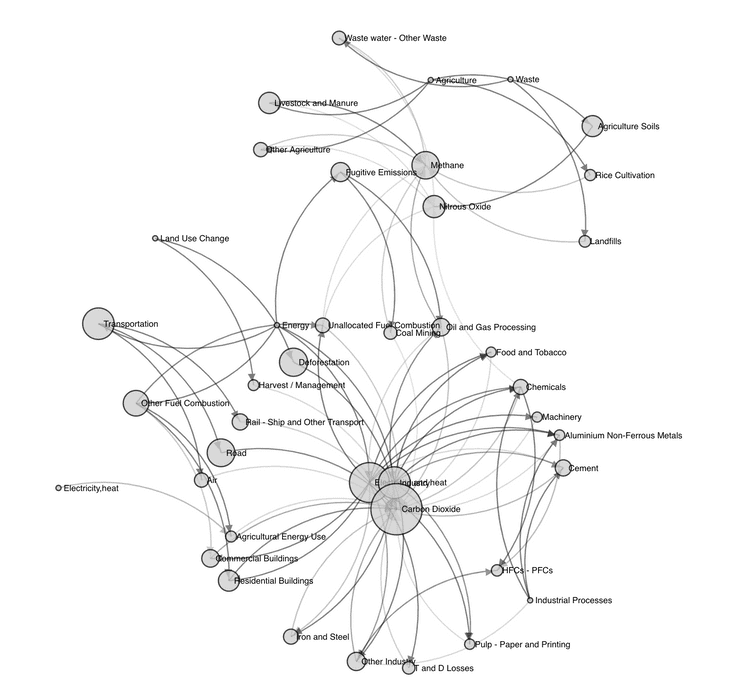 Waste water - Other Waste
Agriculture
Waste
Livestock and Manure
Agriculture Soils
Other Agriculture
Methane
Fugitive Emissions
Rice Cultivation
Nitrous Oxide
Land Use Change
Landfills
Transportation
Energy
Unallocated Fuel Combustion
Oil and Gas Processing
Coal Mining
Food and Tobacco
Deforestation
Harvest / Management
Chemicals
Other Fuel Combustion
Machinery
Rail - Ship and Other Transport
Aluminium Non-Ferrous Metals
Road
Cement
Air
Industry
Electricity,heat
Carbon Dioxide
Agricultural Energy Use
Commercial Buildings
HFCs - PFCs
Residential Buildings
Industrial Processes
Iron and Steel
Pulp - Paper and Printing
Other Industry
T and D Losses